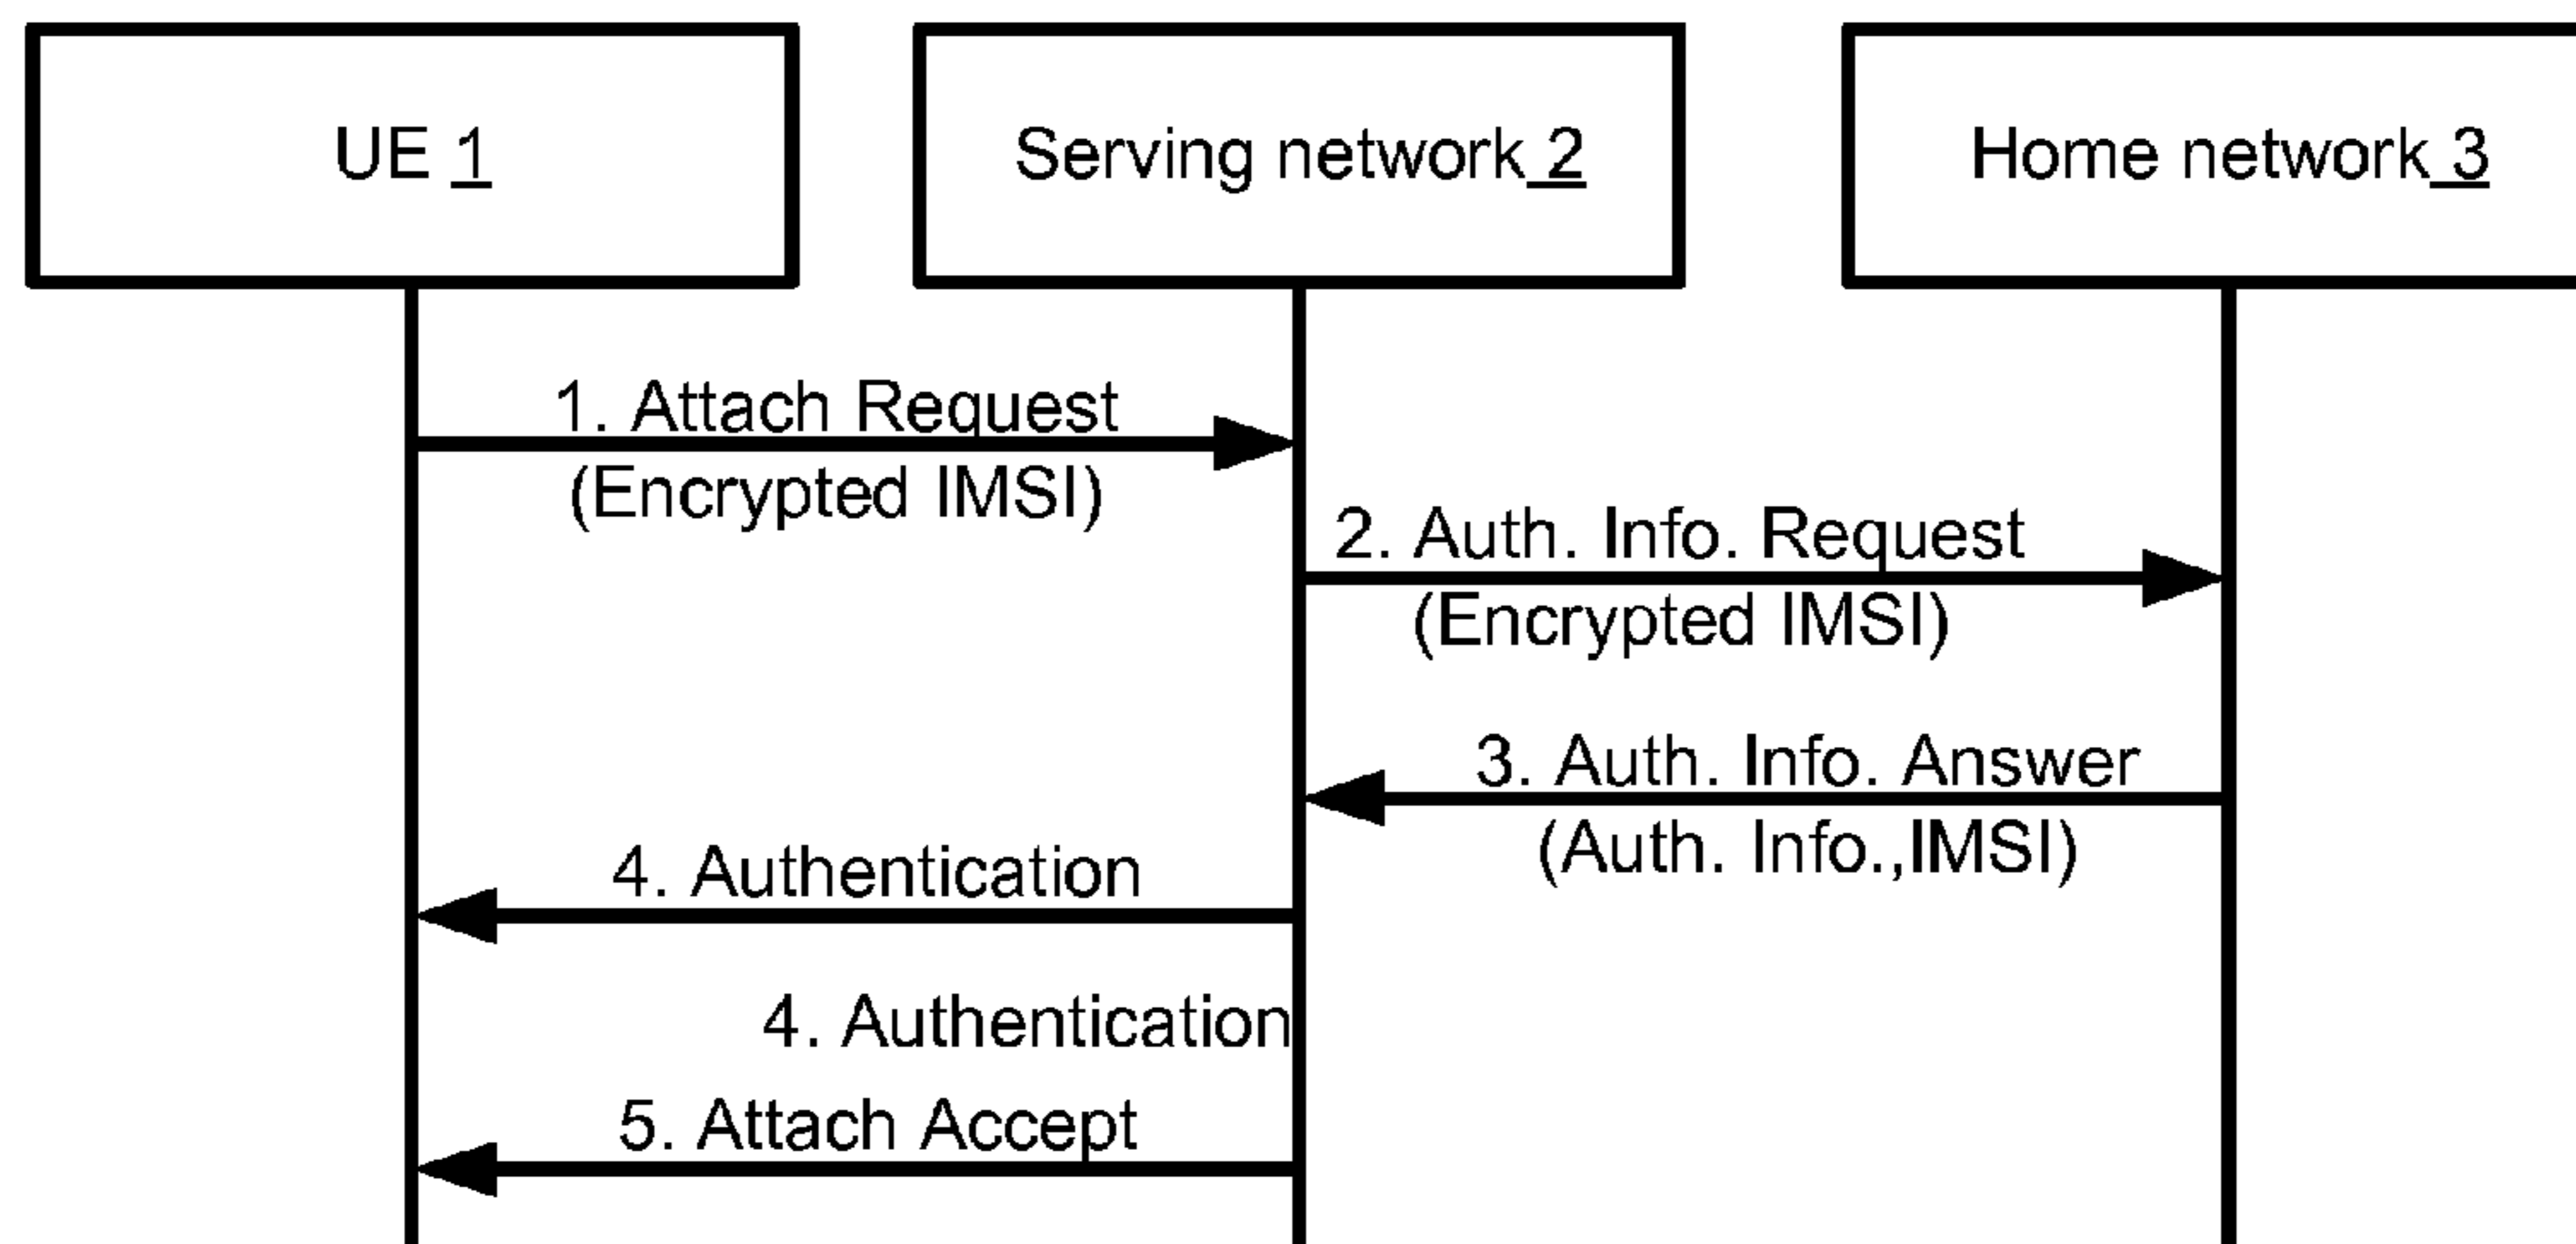 UE 1
Serving network 2
Home network 3
1. Attach Request
(Encrypted IMSI)
2. Auth. Info. Request
(Encrypted IMSI)
3. Auth. Info. Answer
(Auth. Info.,IMSI)
4. Authentication
4. Authentication
5. Attach Accept